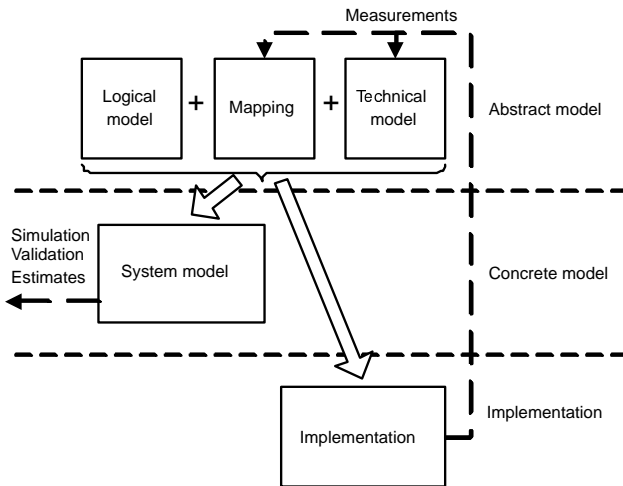 Measurements
Logical
model
+
Mapping
+
Technical
model
Abstract model
Simulation
Validation
Estimates
System model
Concrete model
Implementation
Implementation